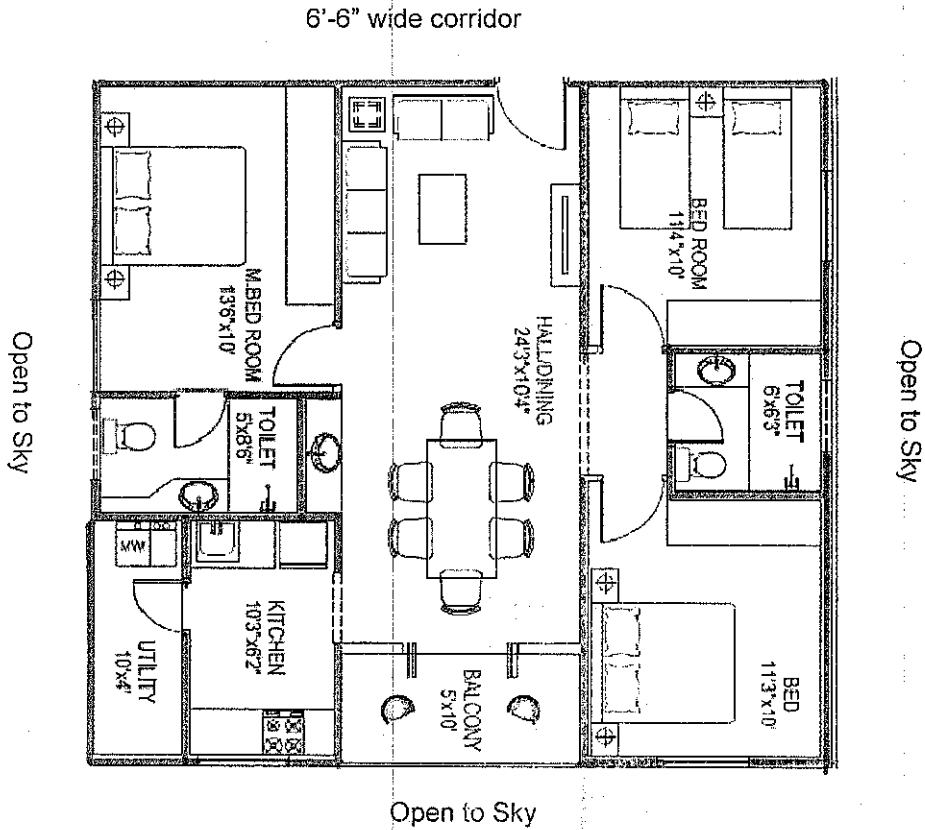 6'-6" wide corridor
BED ROOM
11'4"x10'
M.BED ROOM
13'6"x10'
HALL/DINING
24'3"x10'4"
TOILET
6'x6'3"
TOILET
5'x8'6"
Open to Sky
Open to Sky
MW
KITCHEN
10'3"x6'2"
UTILITY
10'x4'
BALCONY
5'x10'
BED
11'3"x10'
Open to Sky